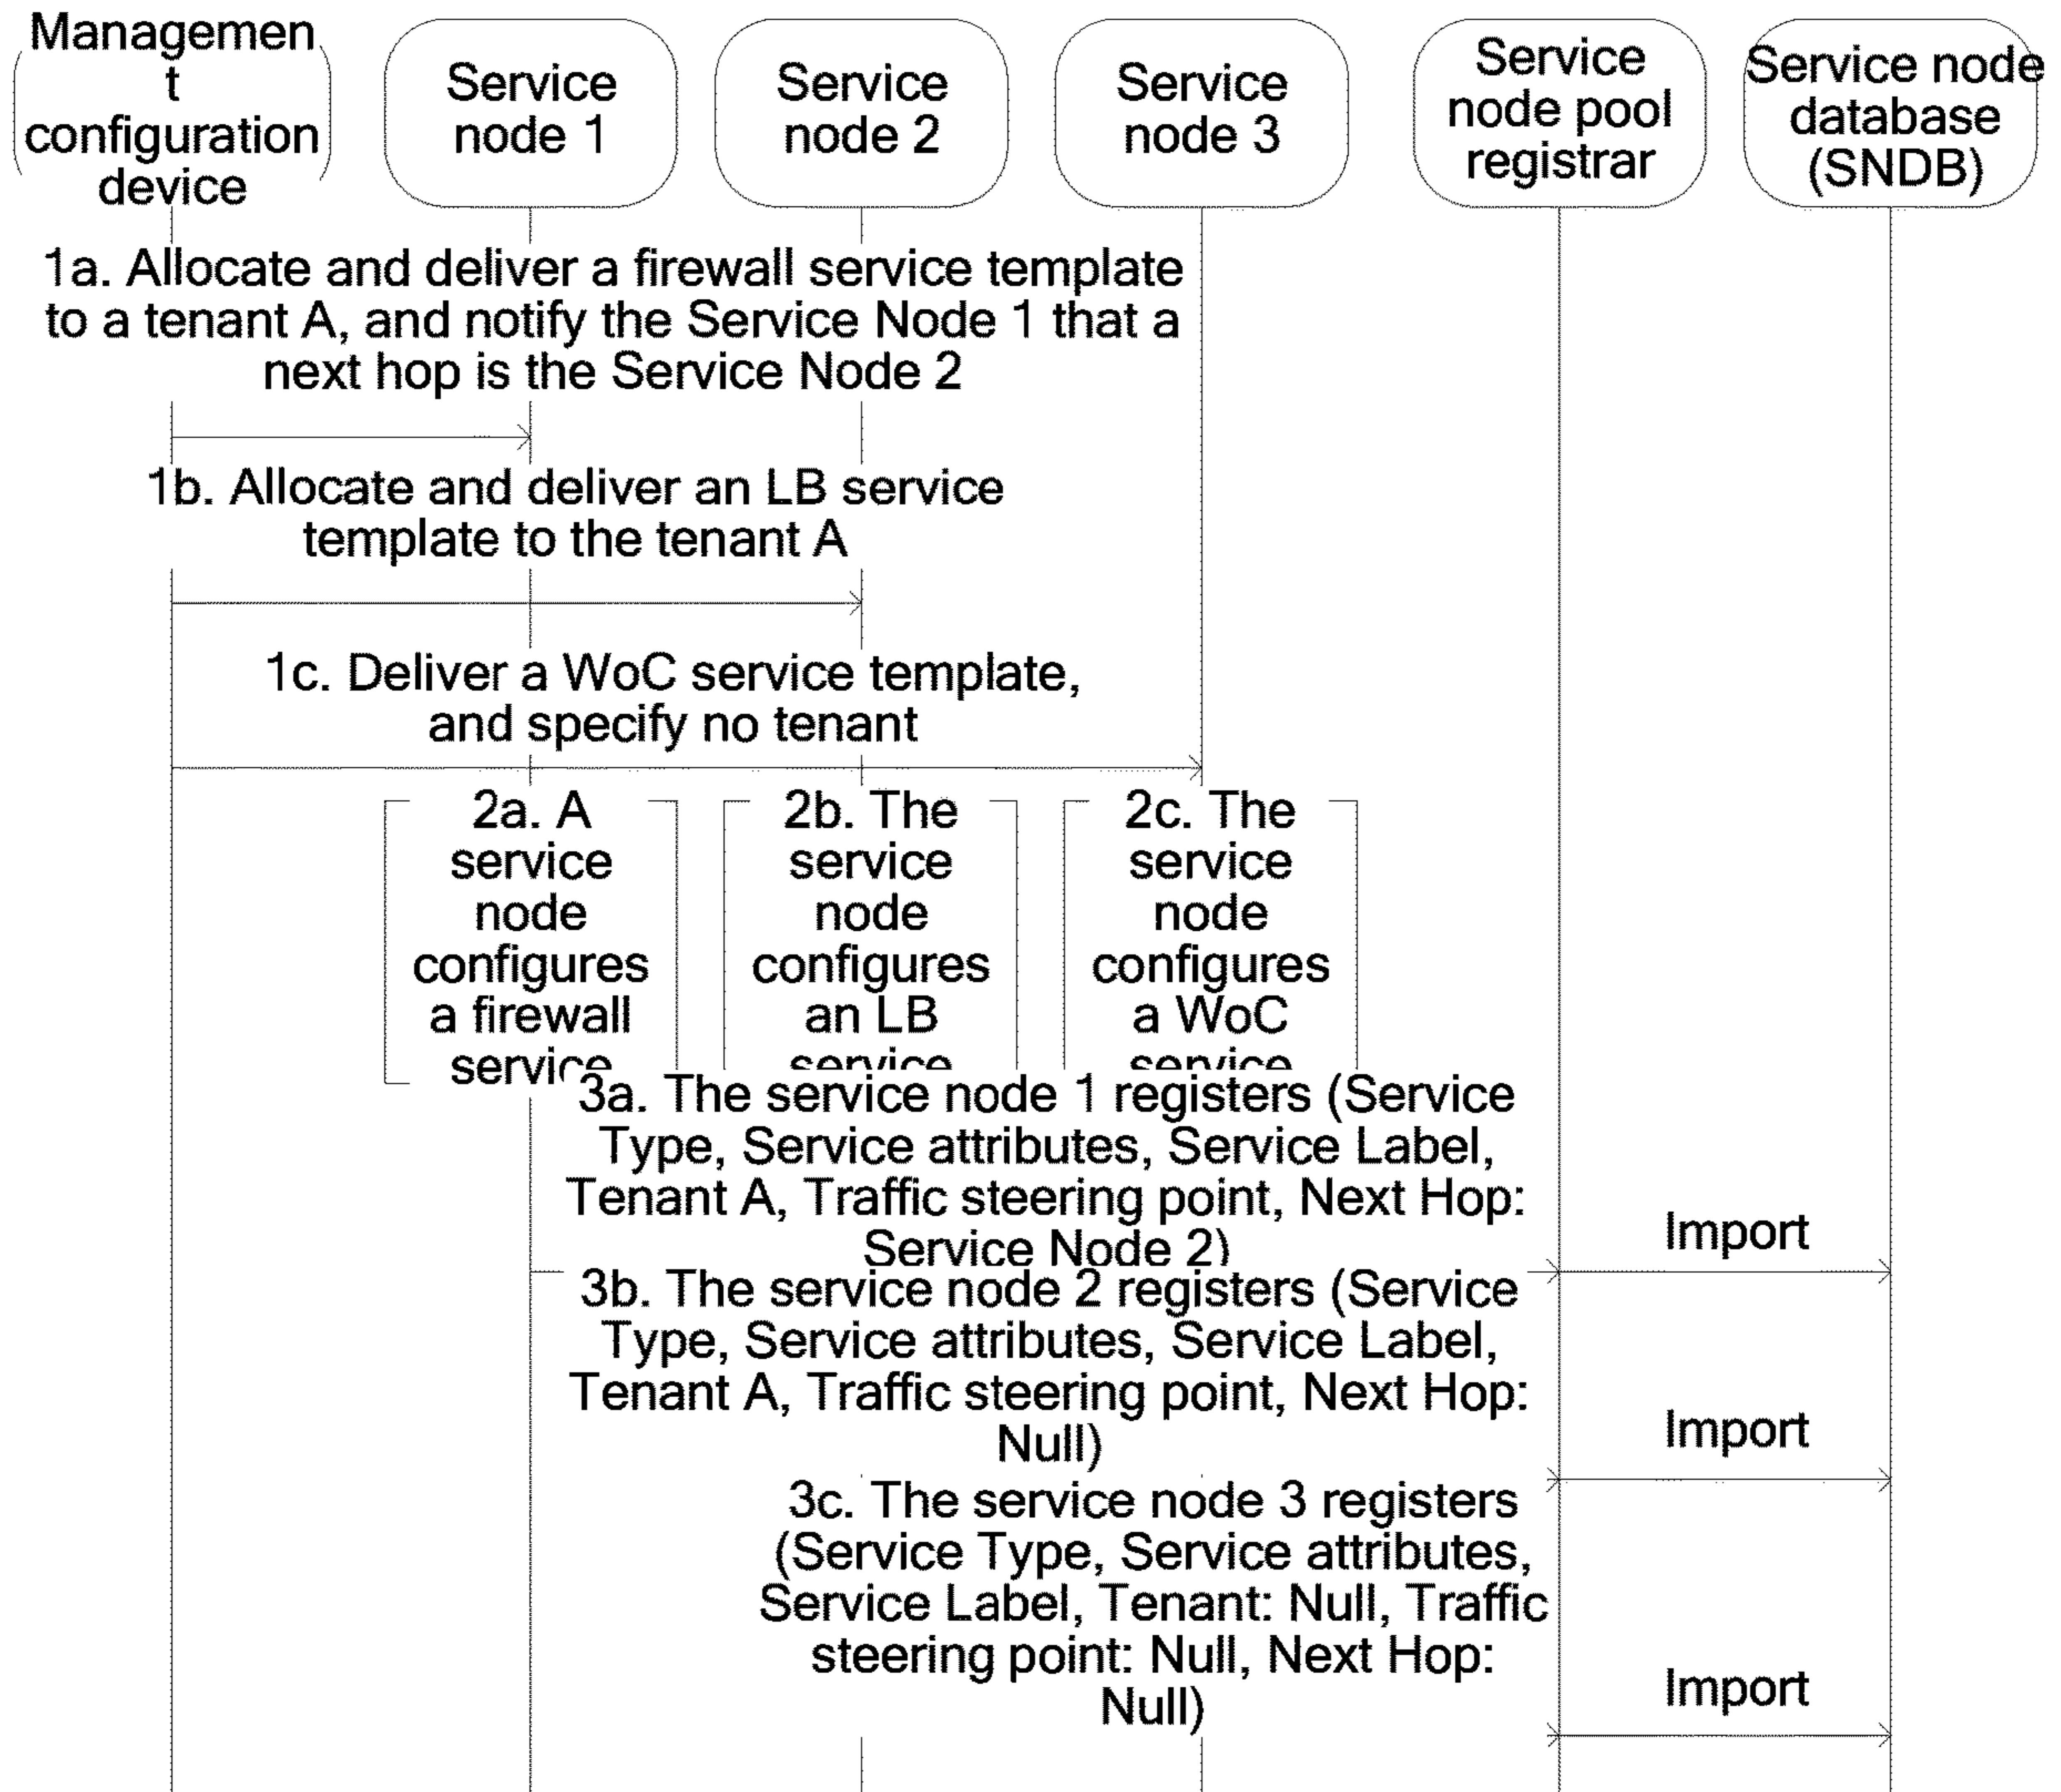 Managemen
t
configuration
device
Service
node 1
Service
node 2
Service
node 3
Service
node pool
registrar
Service node
database
(SNDB)
1a. Allocate and deliver a firewall service template
to a tenant A, and notify the Service Node 1 that a
next hop is the Service Node 2
1b. Allocate and deliver an LB service
template to the tenant A
1c. Deliver a WoC service template,
and specify no tenant
2a. A
service
node
configures
a firewall
service
2b. The
service
node
configures
an LB
service
2c. The
service
node
configures
a WoC
service
3a. The service node 1 registers (Service
Type, Service attributes, Service Label,
Tenant A, Traffic steering point, Next Hop:
Service Node 2)
Import
3b. The service node 2 registers (Service
Type, Service attributes, Service Label,
Tenant A, Traffic steering point, Next Hop:
Null)
Import
3c. The service node 3 registers
(Service Type, Service attributes,
Service Label, Tenant: Null, Traffic
steering point: Null, Next Hop:
Null)
Import